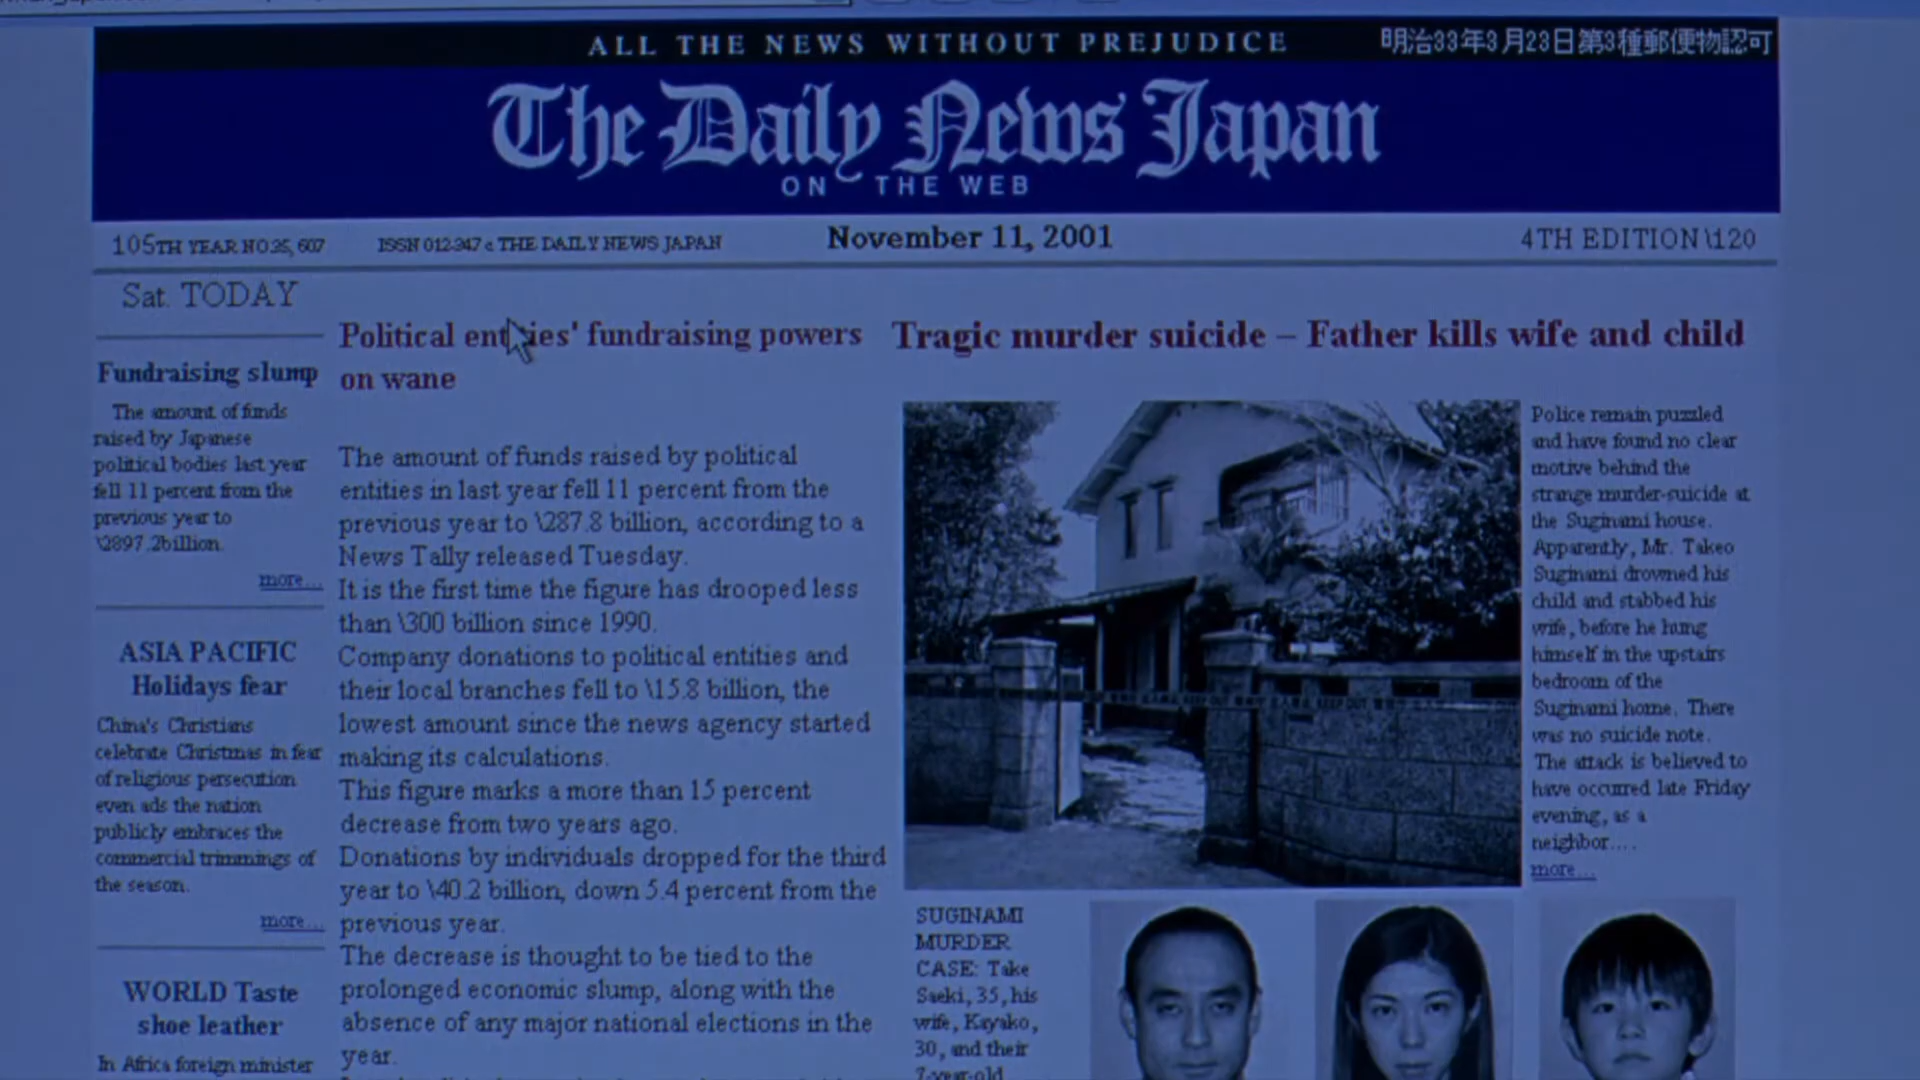 ALL THE NEWS WITHOUT PREJUDICE
明治33年3月23日第3種郵便物認可
The Daily News Japan
ON THE WEB
105TH YEAR NO 25, 607
ISSN 012-347 c THE DAILY NEWS JAPAN
November 11, 2001
4TH EDITION \120
Sat. TODAY
Fundraising slump
The amount of funds
raised by Japanese
political bodies last year
fell 11 percent from the
previous year to
\2897.2billion.
more...
ASIA PACIFIC
Holidays fear
China's Christians
celebrate Christmas in fear
of religious persecution
even ads the nation
publicly embraces the
commercial trimmings of
the season.
more...
WORLD Taste
shoe leather
In Africa foreign minister
Political entities' fundraising powers
on wane
The amount of funds raised by political
entities in last year fell 11 percent from the
previous year to \287.8 billion, according to a
News Tally released Tuesday.
It is the first time the figure has drooped less
than \300 billion since 1990.
Company donations to political entities and
their local branches fell to \15.8 billion, the
lowest amount since the news agency started
making its calculations.
This figure marks a more than 15 percent
decrease from two years ago.
Donations by individuals dropped for the third
year to \40.2 billion, down 5.4 percent from the
previous year.
The decrease is thought to be tied to the
prolonged economic slump, along with the
absence of any major national elections in the
year.
Tragic murder suicide – Father kills wife and child
KEEP OUT
KEEP OUT
Police remain puzzled
and have found no clear
motive behind the
strange murder-suicide at
the Suginami house.
Apparently, Mr. Takeo
Suginami drowned his
child and stabbed his
wife, before he hung
himself in the upstairs
bedroom of the
Suginami home. There
was no suicide note.
The attack is believed to
have occurred late Friday
evening, as a
neighbor....
more...
SUGINAMI
MURDER
CASE: Take
Saeki, 35, his
wife, Kayako,
30, and their
7-year-old